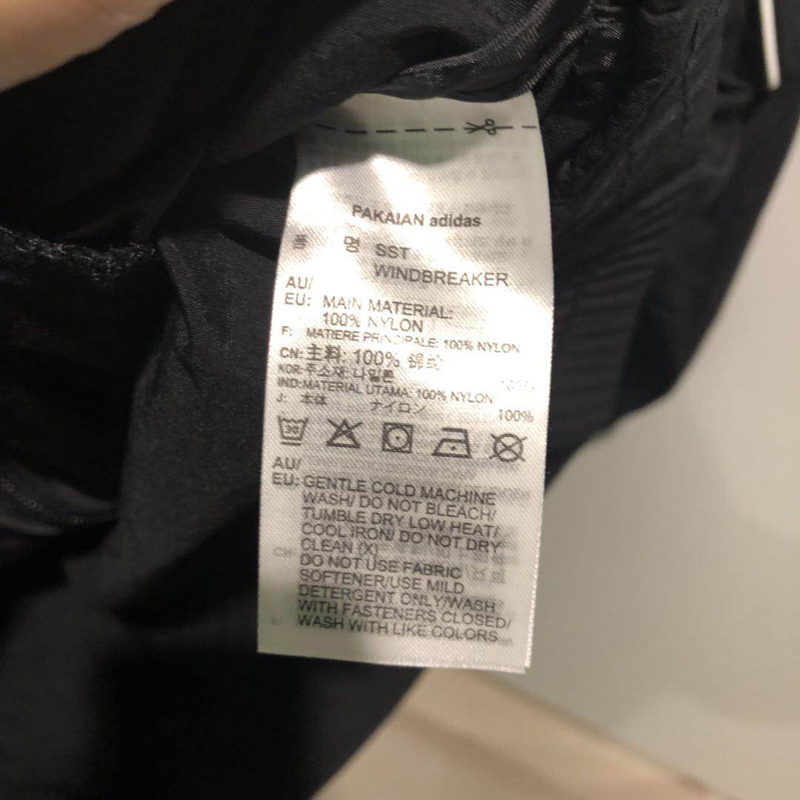 PAKAIAN adidas
품 명 SST
WINDBREAKER
AU/
EU: MAIN MATERIAL:
100% NYLON
F: MATIERE PRINCIPALE: 100% NYLON
CN: 主料: 100% 锦纶
KOR: 주소재 나일론 100%
IND: MATERIAL UTAMA: 100% NYLON
J: 本体 ナイロン 100%
30
AU/
EU: GENTLE COLD MACHINE
WASH/ DO NOT BLEACH/
TUMBLE DRY LOW HEAT/
COOL IRON/ DO NOT DRY
CLEAN (X)
DO NOT USE FABRIC
SOFTENER/USE MILD
DETERGENT ONLY/WASH
WITH FASTENERS CLOSED/
WASH WITH LIKE COLORS